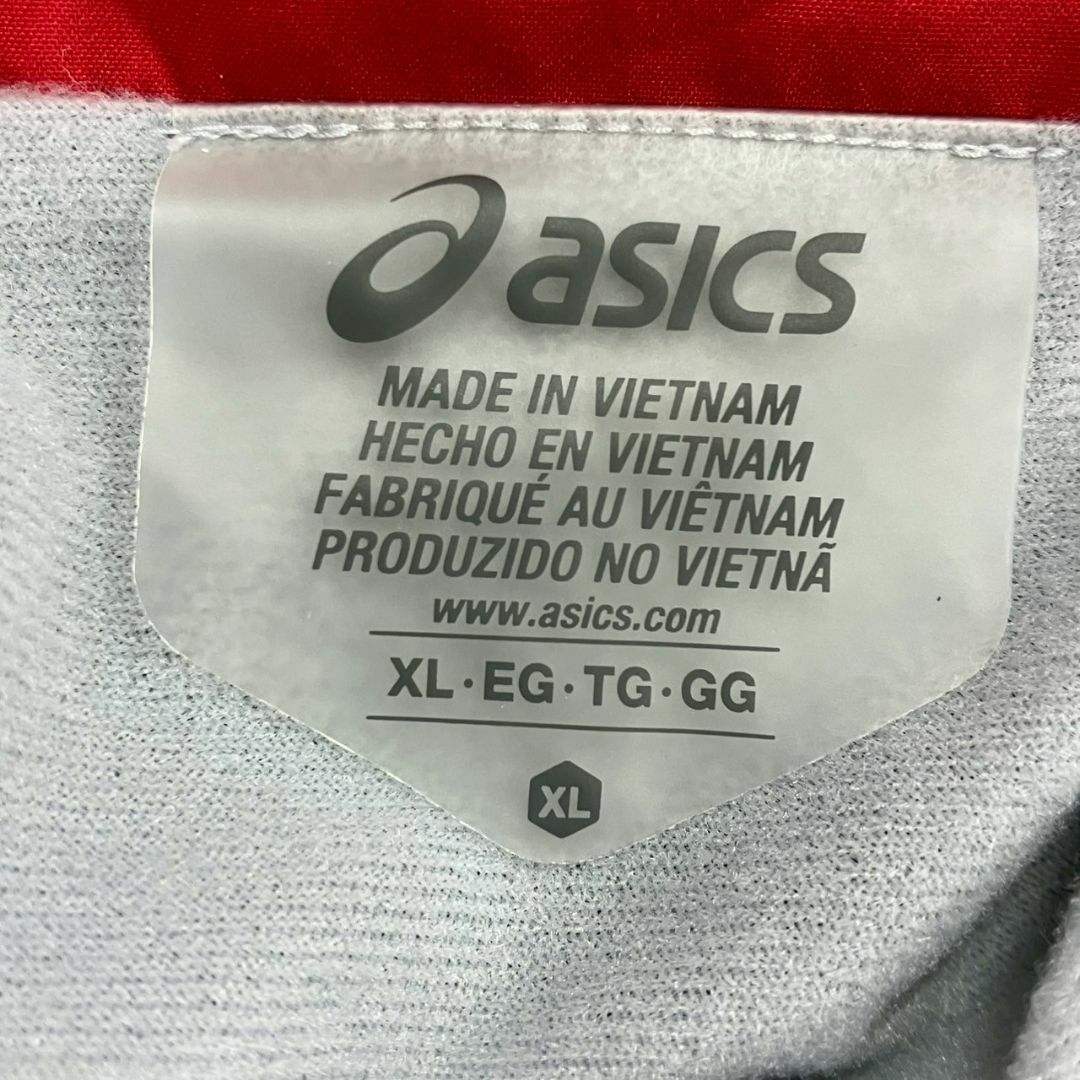 asics
MADE IN VIETNAM
HECHO EN VIETNAM
FABRIQUÉ AU VIÊTNAM
PRODUZIDO NO VIETNÃ
www.asics.com
XL·EG·TG·GG
XL